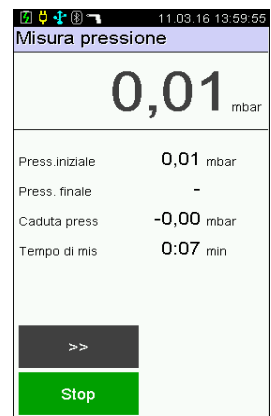 11.03.16 13:59:55
Misura pressione
0,01 mbar
Press.iniziale 0,01 mbar
Press. finale -
Caduta press -0,00 mbar
Tempo di mis 0:07 min
>>
Stop